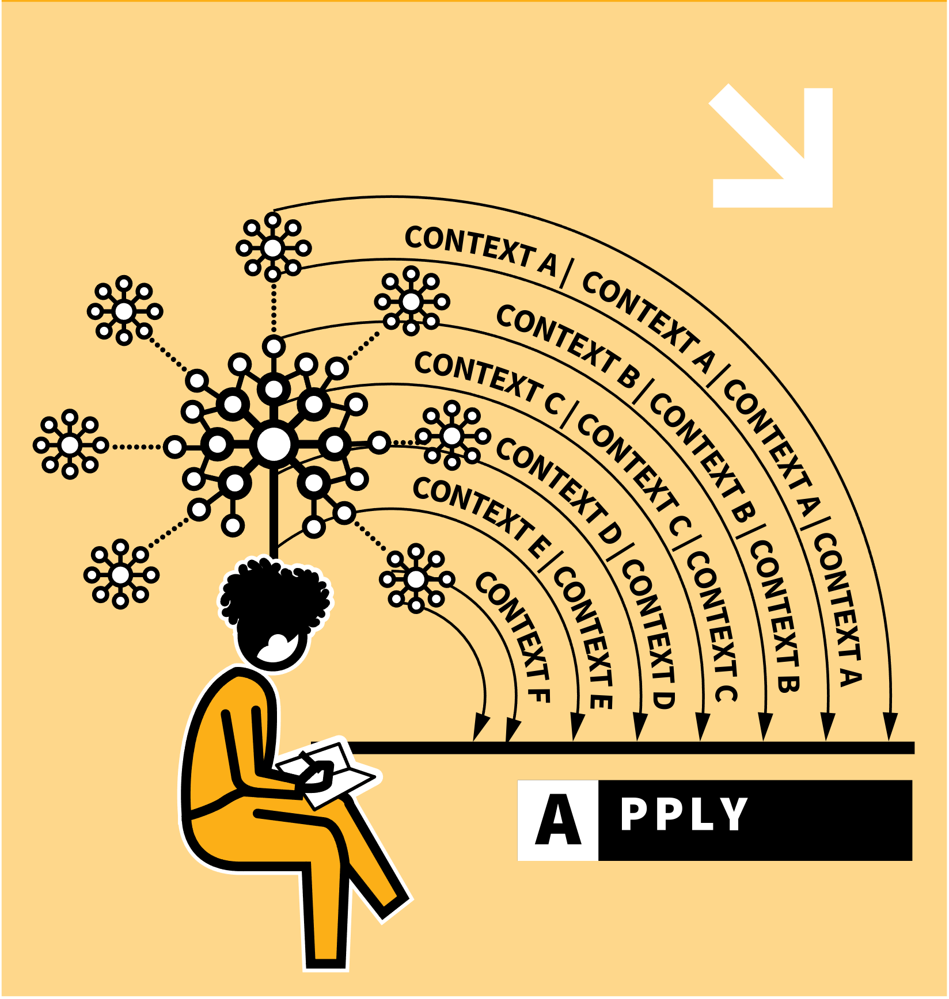 CONTEXT A | CONTEXT A | CONTEXT A | CONTEXT A
CONTEXT B | CONTEXT B | CONTEXT B
CONTEXT C | CONTEXT C | CONTEXT C
CONTEXT D | CONTEXT D
CONTEXT E | CONTEXT E
CONTEXT F
APPLY